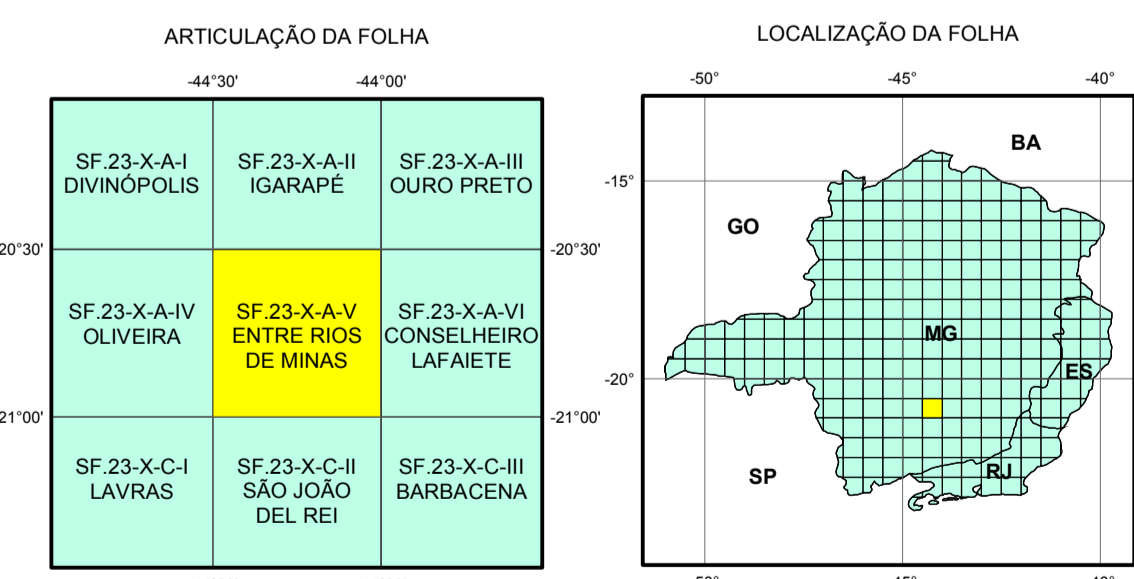 ARTICULAÇÃO DA FOLHA
-44°30'
-44°00'
SF.23-X-A-I
DIVINÓPOLIS
SF.23-X-A-II
IGARAPÉ
SF.23-X-A-III
OURO PRETO
20°30'
-20°30'
SF.23-X-A-IV
OLIVEIRA
SF.23-X-A-V
ENTRE RIOS
DE MINAS
SF.23-X-A-VI
CONSELHEIRO
LAFAIETE
21°00'
-21°00'
SF.23-X-C-I
LAVRAS
SF.23-X-C-II
SÃO JOÃO
DEL REI
SF.23-X-C-III
BARBACENA
LOCALIZAÇÃO DA FOLHA
-50°
-45°
-40°
BA
-15°
GO
MG
ES
-20°
SP
RJ